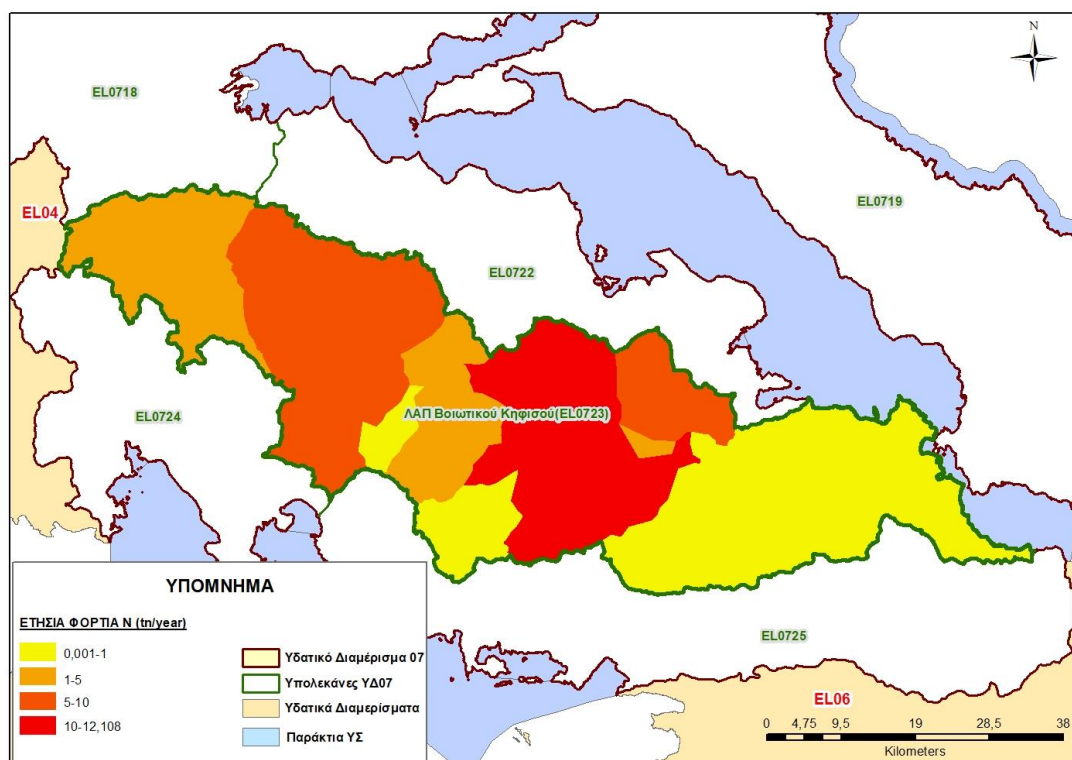 N
EL0718
EL04
EL0719
EL0722
EL0724
ΛΑΠ Βοιωτικού Κηφισού(EL0723)
EL0725
EL06
ΥΠΟΜΝΗΜΑ
ΕΤΗΣΙΑ ΦΟΡΤΙΑ Ν (tn/year)
0,001-1
1-5
5-10
10-12,108
Υδατικό Διαμέρισμα 07
Υπολεκάνες ΥΔ07
Υδατικά Διαμερίσματα
Παράκτια ΥΣ
0 4,75 9,5 19 28,5 38
Kilometers